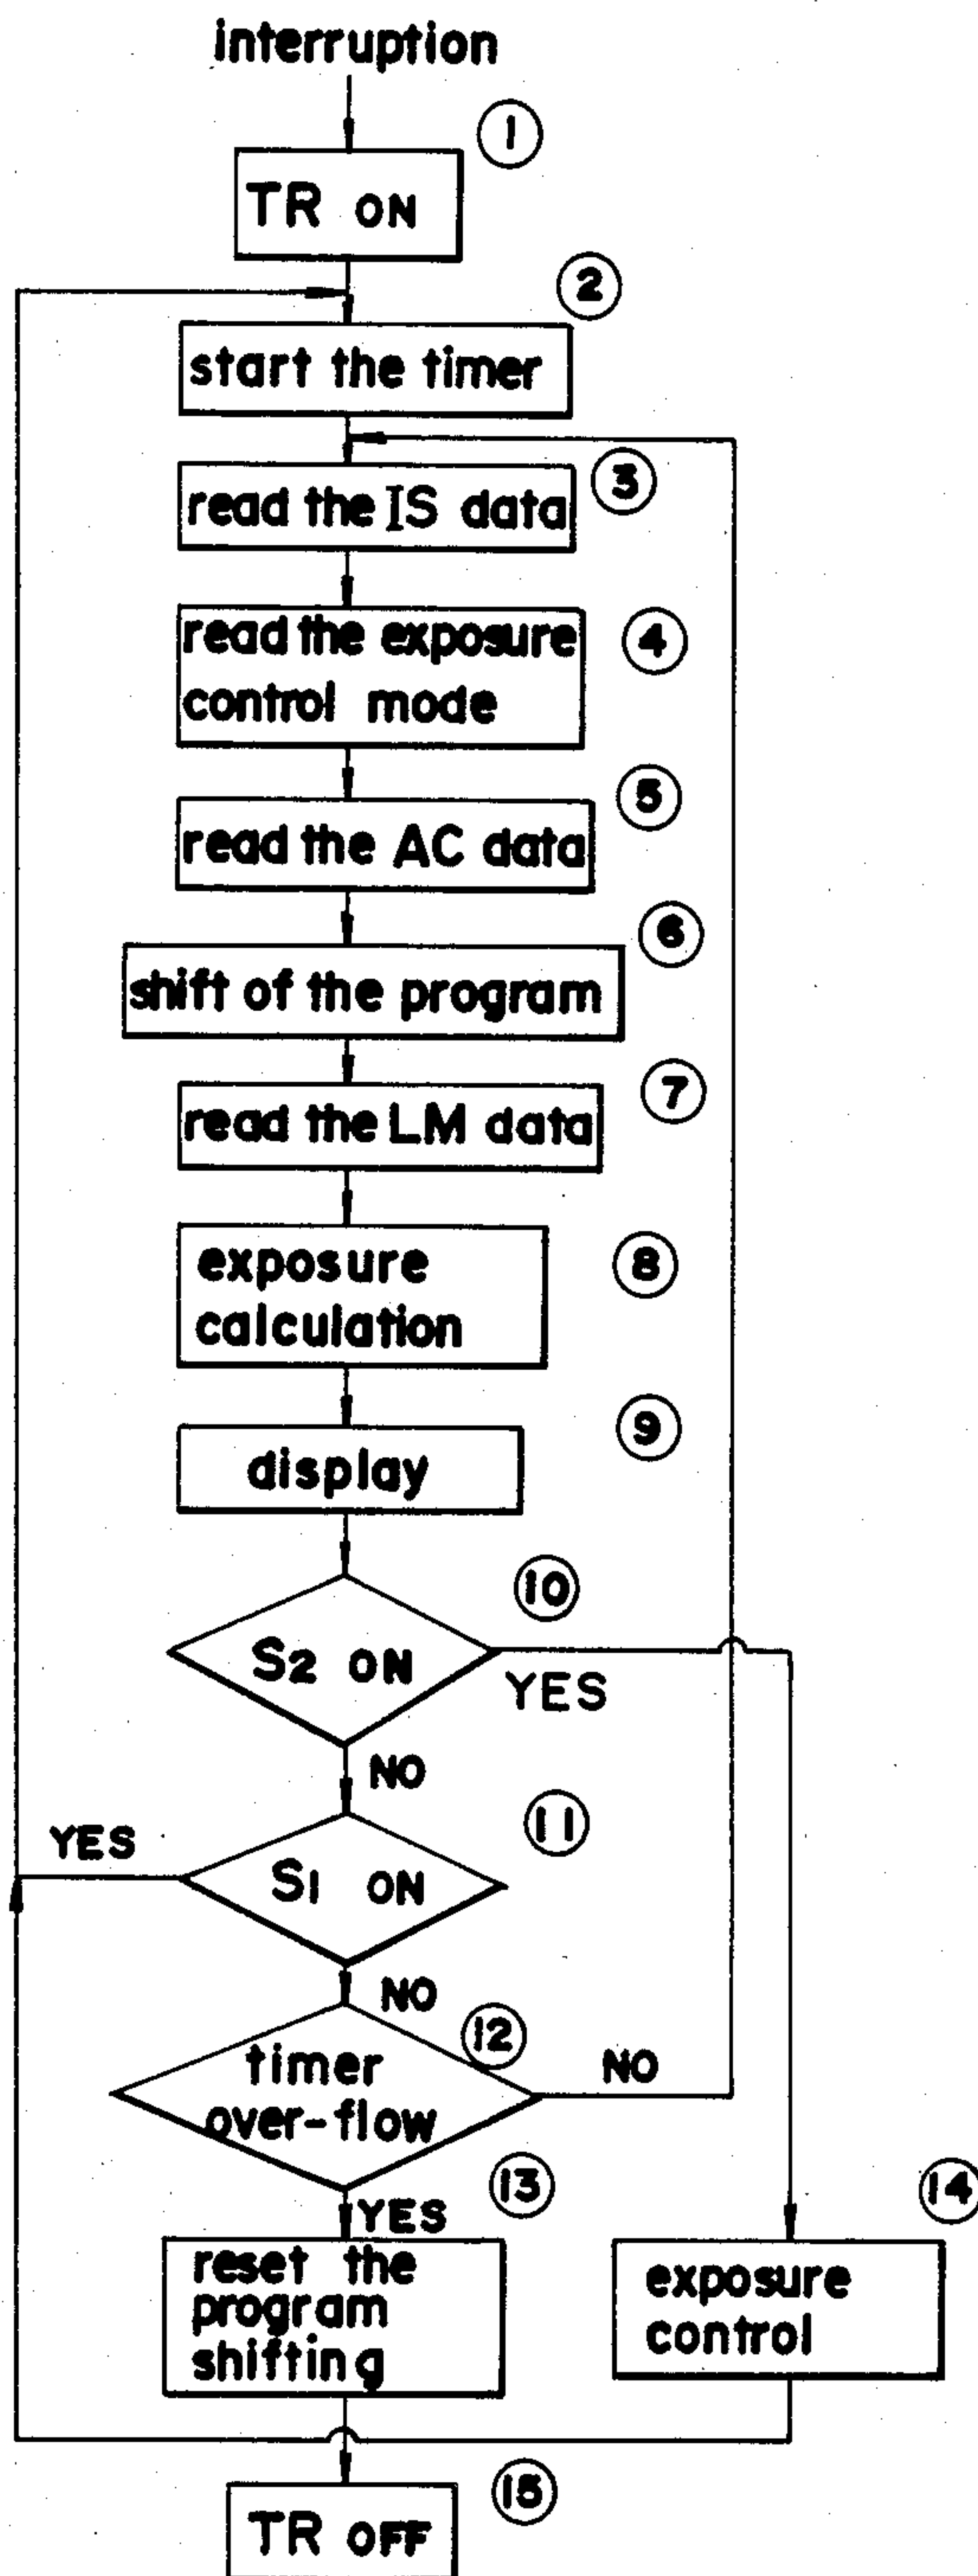 interruption
1
TR ON
2
start the timer
3
read the IS data
4
read the exposure
control mode
5
read the AC data
6
shift of the program
7
read the LM data
8
exposure
calculation
9
display
10
S2 ON
YES
NO
11
YES
S1 ON
NO
12
timer
over-flow
NO
13
YES
14
reset the
program
shifting
exposure
control
15
TR OFF